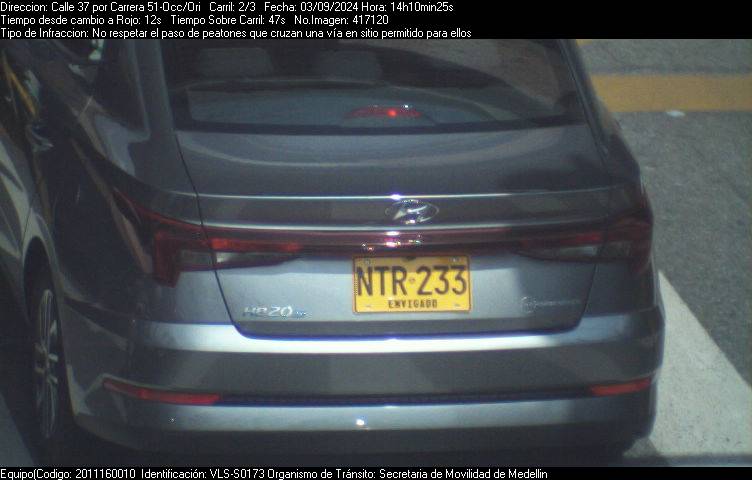 Direccion: Calle 37 por Carrera 51-Occ/Ori Carril: 2/3 Fecha: 03/09/2024 Hora: 14h10min25s
Tiempo desde cambio a Rojo: 12s Tiempo Sobre Carril: 47s No.Imagen: 417120
Tipo de Infraccion: No respetar el paso de peatones que cruzan una vía en sitio permitido para ellos
NTR·233
ENVIGADO
HB20
Equipo(Codigo: 2011160010 Identificación: VLS-S0173 Organismo de Tránsito: Secretaria de Movilidad de Medellin